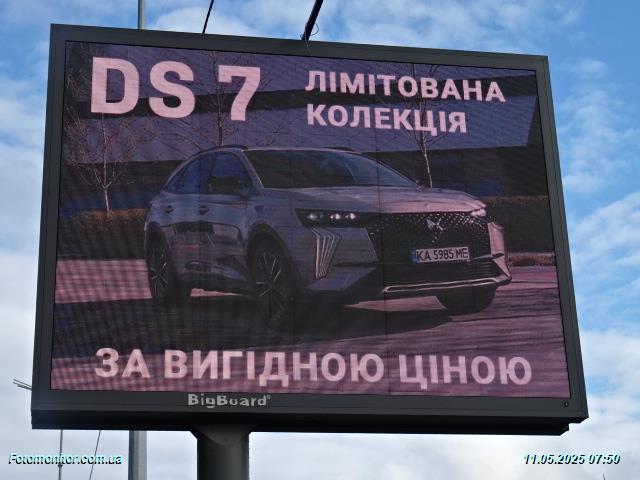 DS 7
ЛІМІТОВАНА
КОЛЕКЦІЯ
KA 5985 ME
ЗА ВИГІДНОЮ ЦІНОЮ
BigBoard
Fotomonitor.com.ua
11.05.2025 07:50